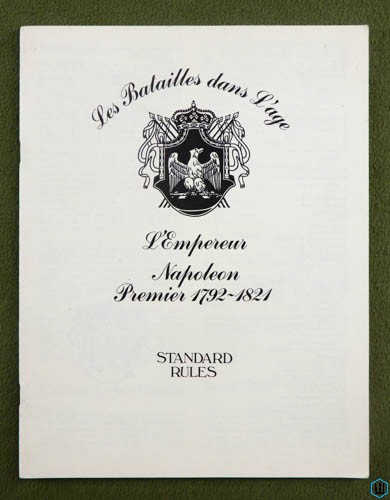 Les Batailles dans L'age
L'Empereur
Napoleon
Premier 1792~1821
STANDARD
RULES